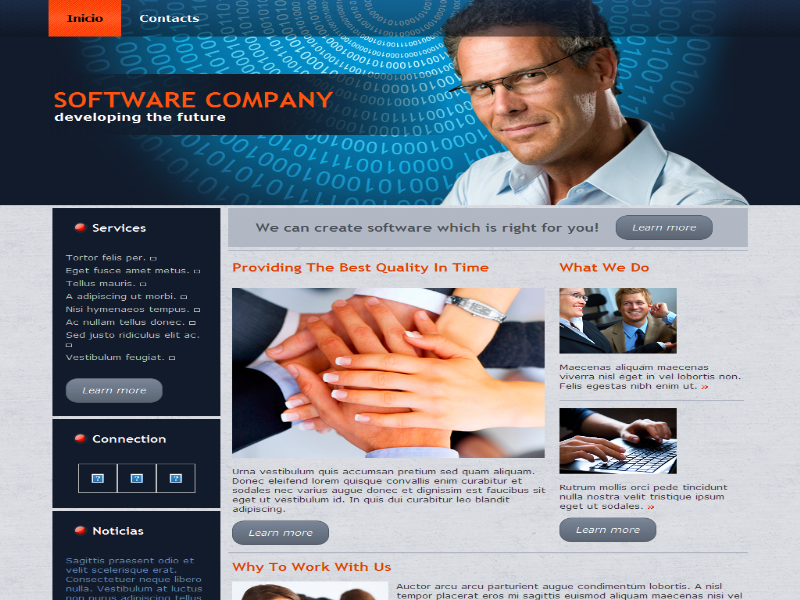 Inicio
Contacts
SOFTWARE COMPANY
developing the future
Services
Tortor felis per.
Eget fusce amet metus.
Tellus mauris.
A adipiscing ut morbi.
Nisi hymenaeos tempus.
Ac nullam tellus donec.
Sed justo ridiculus elit ac.
Vestibulum feugiat.
Learn more
Connection
Noticias
Sagittis praesent odio et
velit scelerisque erat.
Consectetuer neque libero
nulla. Vestibulum at luctus
non purus adipiscing tellus
We can create software which is right for you!
Learn more
Providing The Best Quality In Time
Urna vestibulum quis accumsan pretium sed quam aliquam.
Donec eleifend lorem quisque convallis enim curabitur et
sodales nec varius augue donec et dignissim est faucibus sit
eget ut vestibulum id. In quis dui curabitur leo blandit
adipiscing.
Learn more
What We Do
Maecenas aliquam maecenas
viverra nisl eget in vel lobortis non.
Felis egestas nibh enim ut. »
Rutrum mollis orci pede tincidunt
nulla nostra velit tristique ipsum
eget ut sodales. »
Learn more
Why To Work With Us
Auctor arcu arcu parturient augue condimentum lobortis. A nisl
tempor placerat eros mi sagittis euismod aliquam maecenas nisi vel